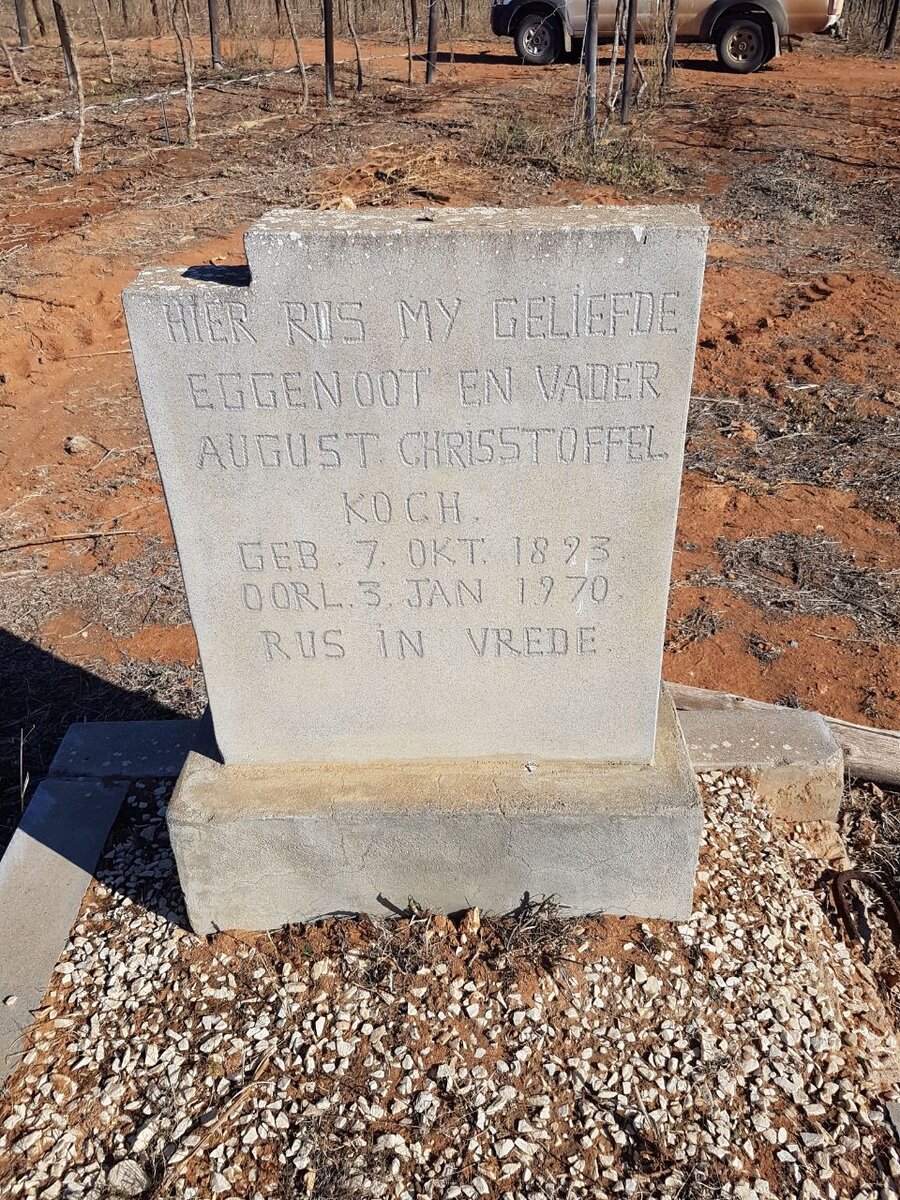 HIER RUS MY GELIEFDE
EGGENOOT EN VADER
AUGUST. CHRISSTOFFEL.
KOCH.
GEB. 7. OKT. 1893.
OORL. 3. JAN 1970.
RUS IN VREDE.